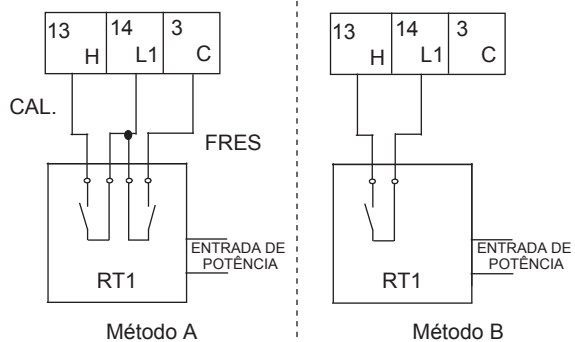 13 14 3
H L1 C
CAL.
FRES
ENTRADA DE
POTÊNCIA
RT1
Método A
13 14 3
H L1 C
ENTRADA DE
POTÊNCIA
RT1
Método B